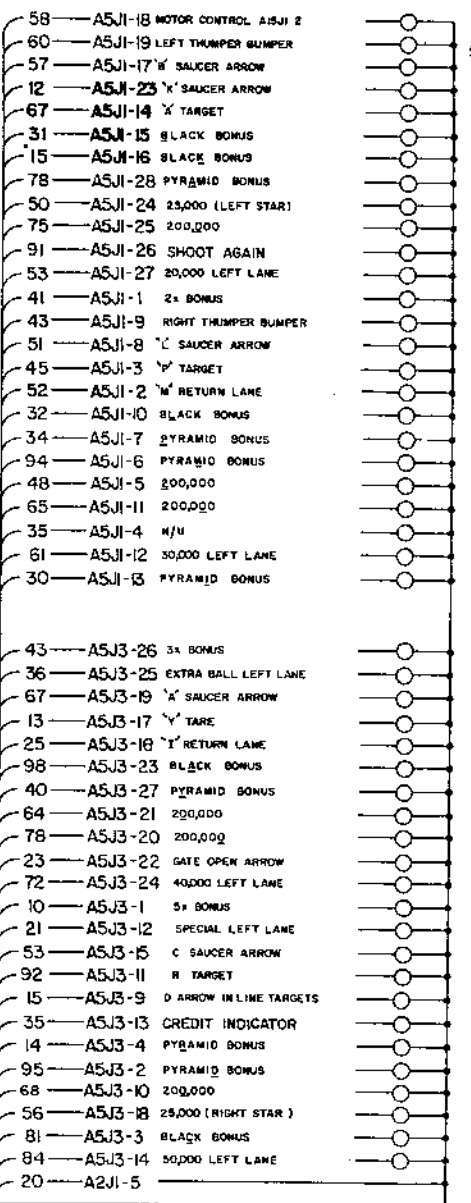 58 A5J1-18 MOTOR CONTROL A15J1 2
60 A5J1-19 LEFT THUMPER BUMPER
57 A5J1-17 "B" SAUCER ARROW
12 A5J1-23 "K" SAUCER ARROW
67 A5J1-14 "A" TARGET
31 A5J1-15 BLACK BONUS
15 A5J1-16 BLACK BONUS
78 A5J1-28 PYRAMID BONUS
50 A5J1-24 25,000 (LEFT STAR)
75 A5J1-25 200,000
91 A5J1-26 SHOOT AGAIN
53 A5J1-27 20,000 LEFT LANE
41 A5J1-1 2x BONUS
43 A5J1-9 RIGHT THUMPER BUMPER
51 A5J1-8 "L" SAUCER ARROW
45 A5J1-3 "P" TARGET
52 A5J1-2 "M" RETURN LANE
32 A5J1-10 BLACK BONUS
34 A5J1-7 PYRAMID BONUS
94 A5J1-6 PYRAMID BONUS
48 A5J1-5 200,000
65 A5J1-11 200,000
35 A5J1-4 N/U
61 A5J1-12 30,000 LEFT LANE
30 A5J1-13 PYRAMID BONUS
43 A5J3-26 3x BONUS
36 A5J3-25 EXTRA BALL LEFT LANE
67 A5J3-19 "A" SAUCER ARROW
13 A5J3-17 "Y" TARE
25 A5J3-16 "I" RETURN LANE
98 A5J3-23 BLACK BONUS
40 A5J3-27 PYRAMID BONUS
64 A5J3-21 200,000
78 A5J3-20 200,000
23 A5J3-22 GATE OPEN ARROW
72 A5J3-24 40,000 LEFT LANE
10 A5J3-1 5x BONUS
21 A5J3-12 SPECIAL LEFT LANE
53 A5J3-15 C SAUCER ARROW
92 A5J3-11 R TARGET
15 A5J3-9 D ARROW IN LINE TARGETS
35 A5J3-13 CREDIT INDICATOR
14 A5J3-4 PYRAMID BONUS
95 A5J3-2 PYRAMID BONUS
68 A5J3-10 200,000
56 A5J3-18 25,000 (RIGHT STAR)
81 A5J3-3 BLACK BONUS
84 A5J3-14 50,000 LEFT LANE
20 A2J1-5